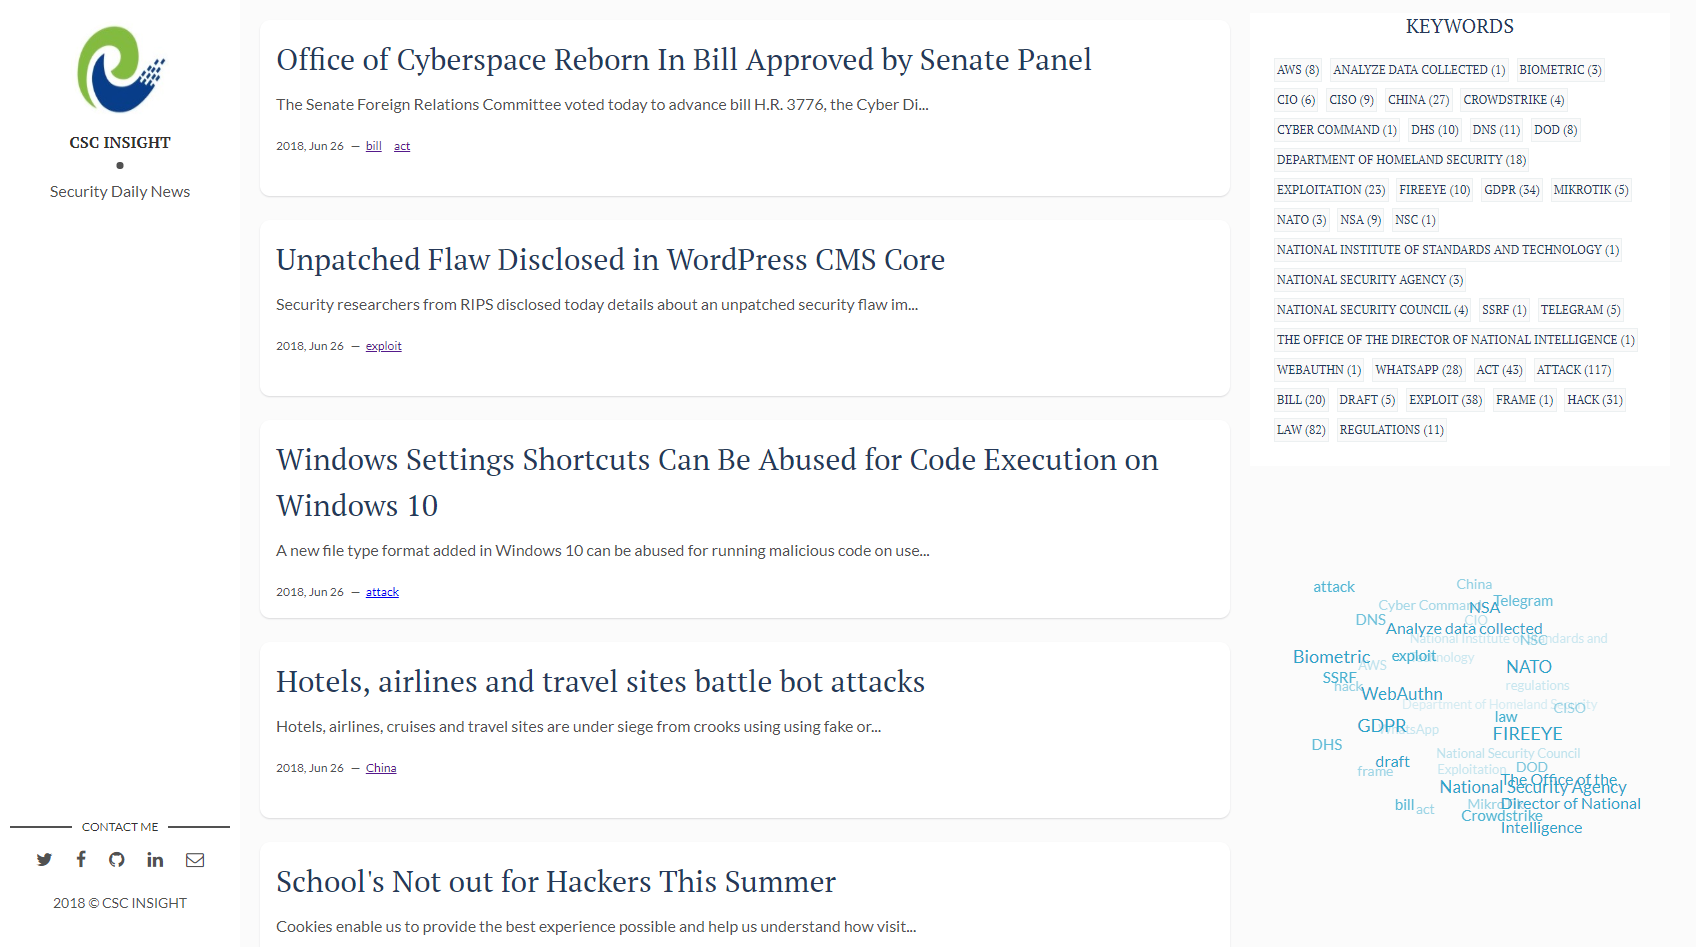 CSC INSIGHT
Security Daily News
CONTACT ME
2018 © CSC INSIGHT
Office of Cyberspace Reborn In Bill Approved by Senate Panel
The Senate Foreign Relations Committee voted today to advance bill H.R. 3776, the Cyber Di...
2018, Jun 26 — bill act
Unpatched Flaw Disclosed in WordPress CMS Core
Security researchers from RIPS disclosed today details about an unpatched security flaw im...
2018, Jun 26 — exploit
Windows Settings Shortcuts Can Be Abused for Code Execution on
Windows 10
A new file type format added in Windows 10 can be abused for running malicious code on use...
2018, Jun 26 — attack
Hotels, airlines and travel sites battle bot attacks
Hotels, airlines, cruises and travel sites are under siege from crooks using using fake or...
2018, Jun 26 — China
School's Not out for Hackers This Summer
Cookies enable us to provide the best experience possible and help us understand how visit...
KEYWORDS
AWS (8) ANALYZE DATA COLLECTED (1) BIOMETRIC (3)
CIO (6) CISO (9) CHINA (27) CROWDSTRIKE (4)
CYBER COMMAND (1) DHS (10) DNS (11) DOD (8)
DEPARTMENT OF HOMELAND SECURITY (18)
EXPLOITATION (23) FIREEYE (10) GDPR (34) MIKROTIK (5)
NATO (3) NSA (9) NSC (1)
NATIONAL INSTITUTE OF STANDARDS AND TECHNOLOGY (1)
NATIONAL SECURITY AGENCY (3)
NATIONAL SECURITY COUNCIL (4) SSRF (1) TELEGRAM (5)
THE OFFICE OF THE DIRECTOR OF NATIONAL INTELLIGENCE (1)
WEBAUTHN (1) WHATSAPP (28) ACT (43) ATTACK (117)
BILL (20) DRAFT (5) EXPLOIT (38) FRAME (1) HACK (31)
LAW (82) REGULATIONS (11)
attack
China
Cyber Command
NSA
Telegram
DNS
CIO
Analyze data collected
National Institute of Standards and
Technology
NSC
Biometric
exploit
AWS
NATO
SSRF
hack
regulations
WebAuthn
Department of Homeland Security
CISO
law
GDPR
WhatsApp
FIREEYE
DHS
National Security Council
draft
frame
Exploitation
DOD
The Office of the
Director of National
Intelligence
National Security Agency
bill
act
MikroTik
Crowdstrike